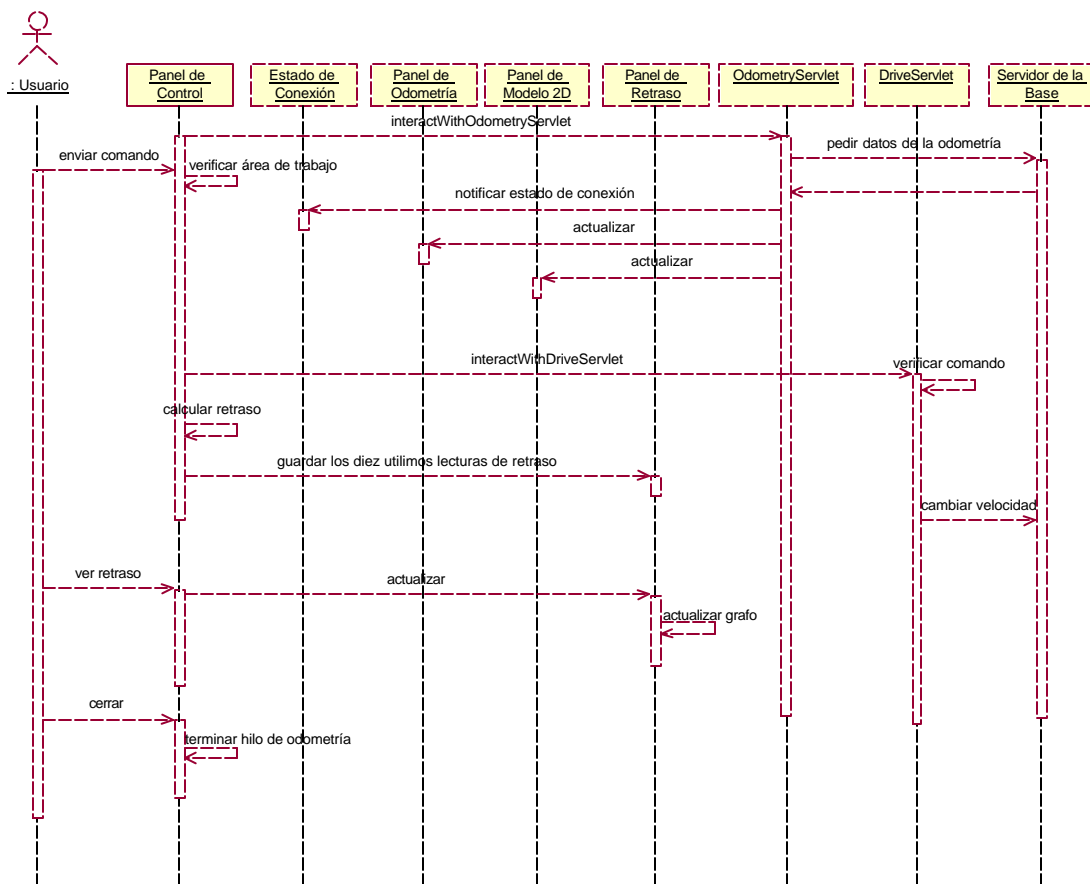 : Usuario
Panel de
Control
Estado de
Conexión
Panel de
Odometría
Panel de
Modelo 2D
Panel de
Retraso
OdometryServlet
DriveServlet
Servidor de la
Base
interactWithOdometryServlet
pedir datos de la odometría
enviar comando
verificar área de trabajo
notificar estado de conexión
actualizar
actualizar
interactWithDriveServlet
verificar comando
calcular retraso
guardar los diez utilimos lecturas de retraso
cambiar velocidad
ver retraso
actualizar
actualizar grafo
cerrar
terminar hilo de odometría